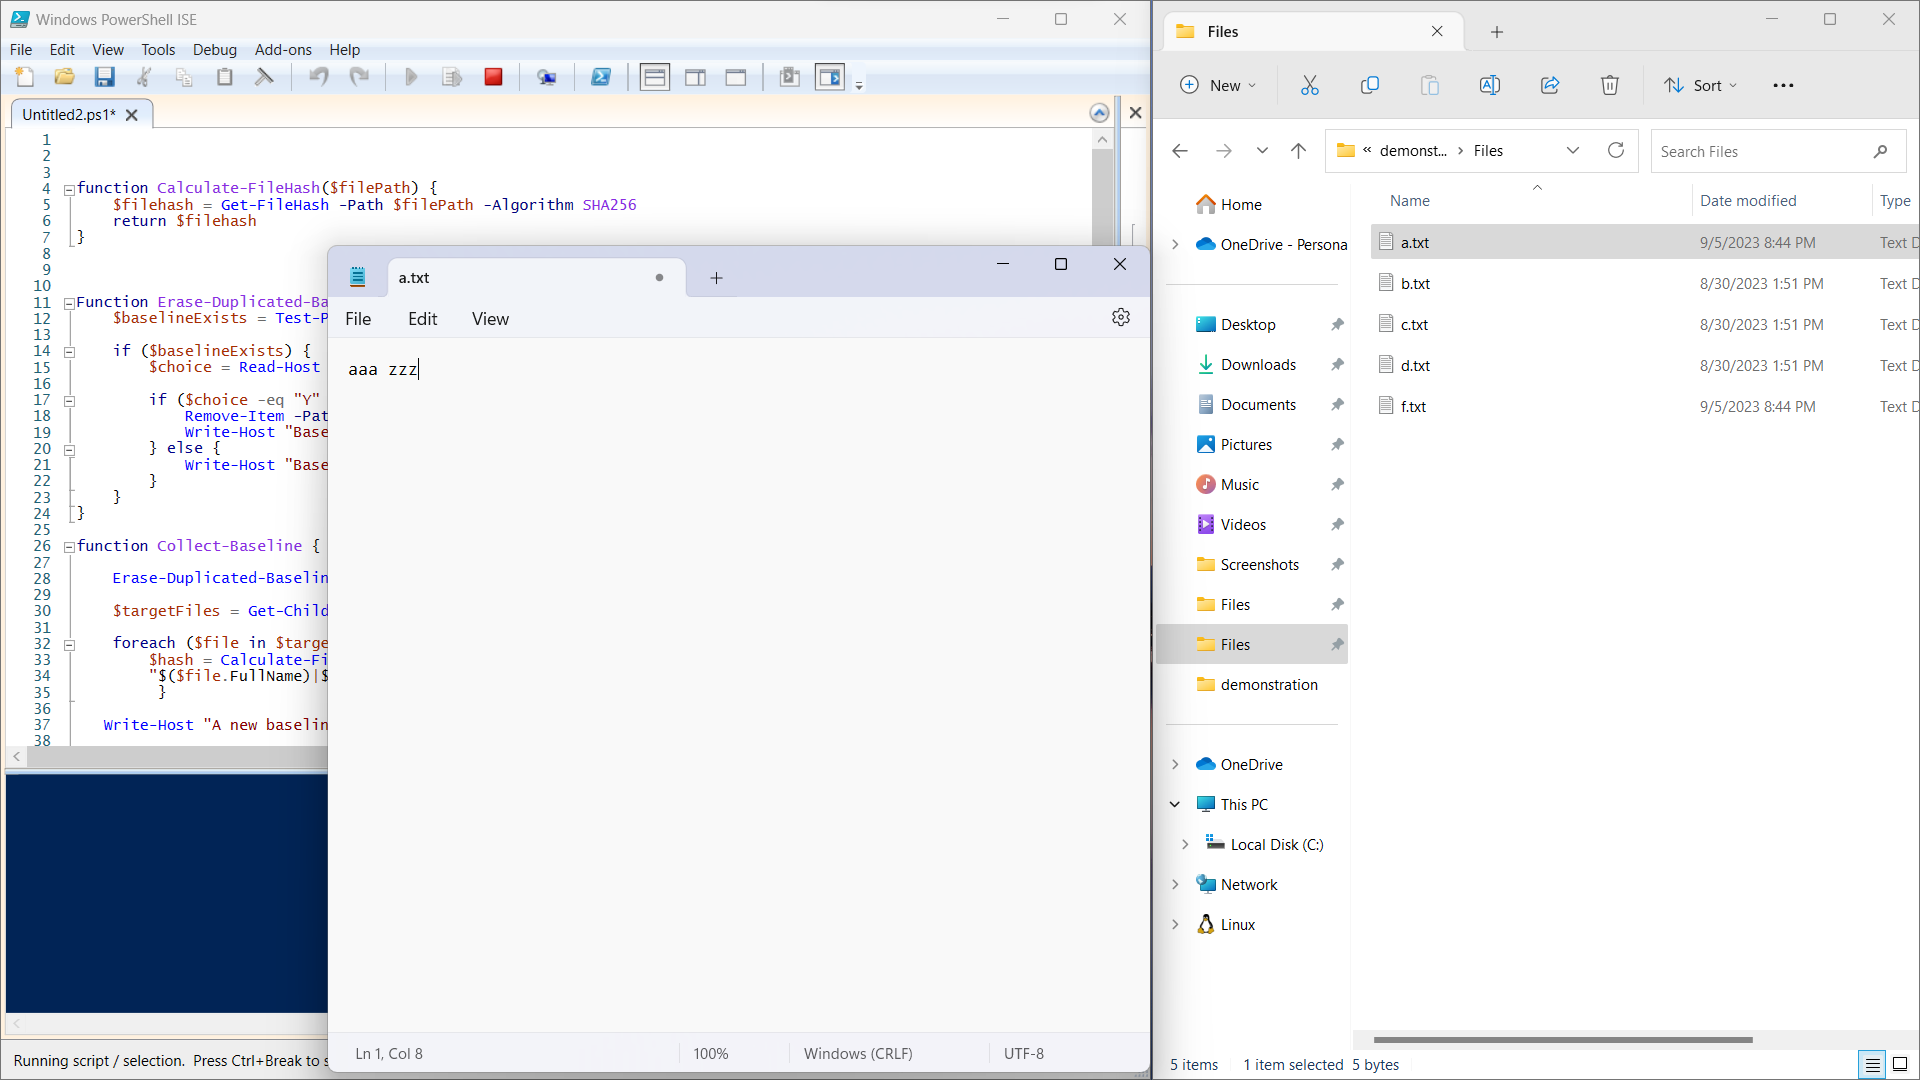 Windows PowerShell ISE
File Edit View Tools Debug Add-ons Help
Untitled2.ps1*
1
2
3
4 function Calculate-FileHash($filePath) {
5 $filehash = Get-FileHash -Path $filePath -Algorithm SHA256
6 return $filehash
7 }
8
9
10
11 Function Erase-Duplicated-Ba
12 $baselineExists = Test-P
13
14 if ($baselineExists) {
15 $choice = Read-Host
16
17 if ($choice -eq "Y"
18 Remove-Item -Pat
19 Write-Host "Base
20 } else {
21 Write-Host "Base
22 }
23 }
24 }
25
26 function Collect-Baseline {
27
28 Erase-Duplicated-Baselin
29
30 $targetFiles = Get-Child
31
32 foreach ($file in $targe
33 $hash = Calculate-Fi
34 "$($file.FullName)|$
35 }
36
37 Write-Host "A new baselin
38
Running script / selection. Press Ctrl+Break to s
a.txt
File Edit View
aaa zzz
Ln 1, Col 8 100% Windows (CRLF) UTF-8
Files
New Sort
« demonst... > Files
Search Files
Home
OneDrive - Persona
Desktop
Downloads
Documents
Pictures
Music
Videos
Screenshots
Files
Files
demonstration
OneDrive
This PC
Local Disk (C:)
Network
Linux
Name Date modified Type
a.txt 9/5/2023 8:44 PM Text D
b.txt 8/30/2023 1:51 PM Text D
c.txt 8/30/2023 1:51 PM Text D
d.txt 8/30/2023 1:51 PM Text D
f.txt 9/5/2023 8:44 PM Text D
5 items 1 item selected 5 bytes